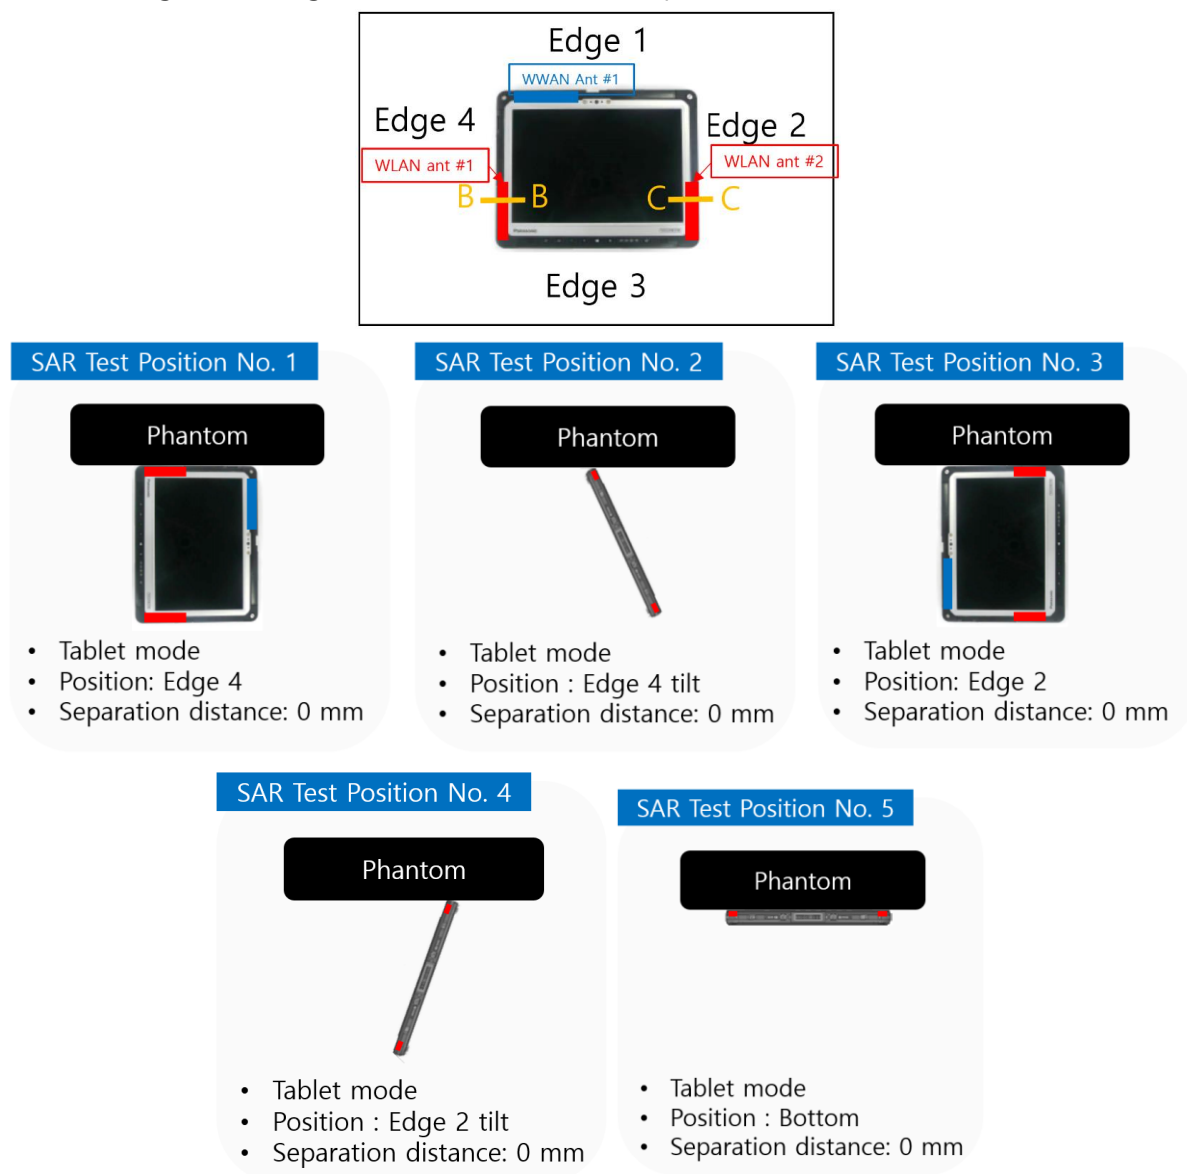 Edge 1
WWAN Ant #1
Edge 4
Edge 2
WLAN ant #1
WLAN ant #2
B B
C C
Panasonic
Edge 3
SAR Test Position No. 1
Phantom
• Tablet mode
• Position: Edge 4
• Separation distance: 0 mm
SAR Test Position No. 2
Phantom
• Tablet mode
• Position : Edge 4 tilt
• Separation distance: 0 mm
SAR Test Position No. 3
Phantom
• Tablet mode
• Position: Edge 2
• Separation distance: 0 mm
SAR Test Position No. 4
Phantom
• Tablet mode
• Position : Edge 2 tilt
• Separation distance: 0 mm
SAR Test Position No. 5
Phantom
• Tablet mode
• Position : Bottom
• Separation distance: 0 mm